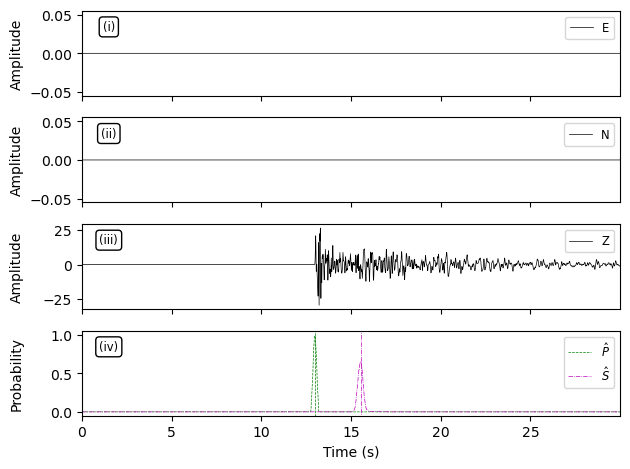 0.05
(i)
E
Amplitude
0.00
−0.05
0.05
(ii)
N
Amplitude
0.00
−0.05
25
(iii)
Z
Amplitude
0
−25
1.0
(iv)
P̂
Ŝ
Probability
0.5
0.0
0 5 10 15 20 25
Time (s)